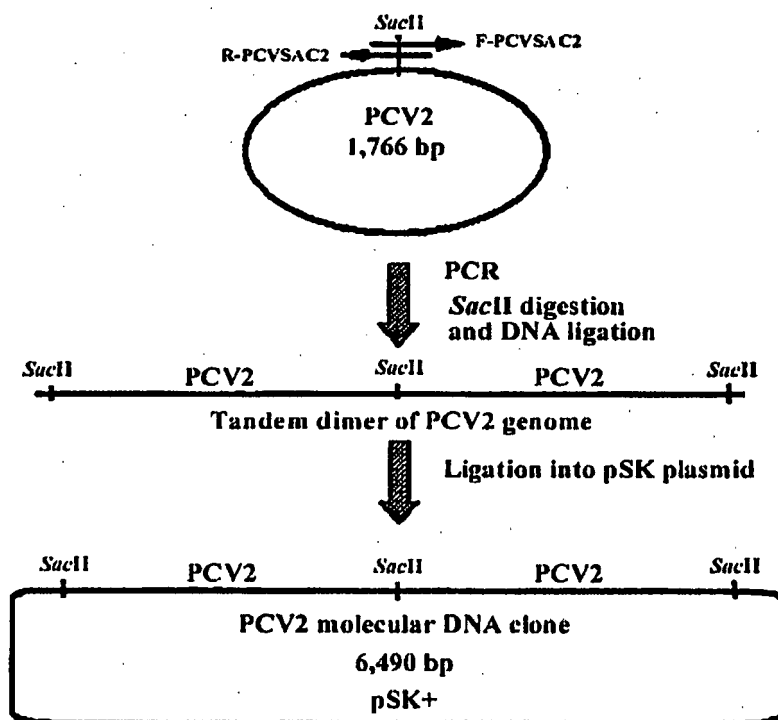 SacII
F-PCVSAC2
R-PCVSAC2
PCV2
1,766 bp
PCR
SacII digestion
and DNA ligation
SacII PCV2 SacII PCV2 SacII
Tandem dimer of PCV2 genome
Ligation into pSK plasmid
SacII PCV2 SacII PCV2 SacII
PCV2 molecular DNA clone
6,490 bp
pSK+